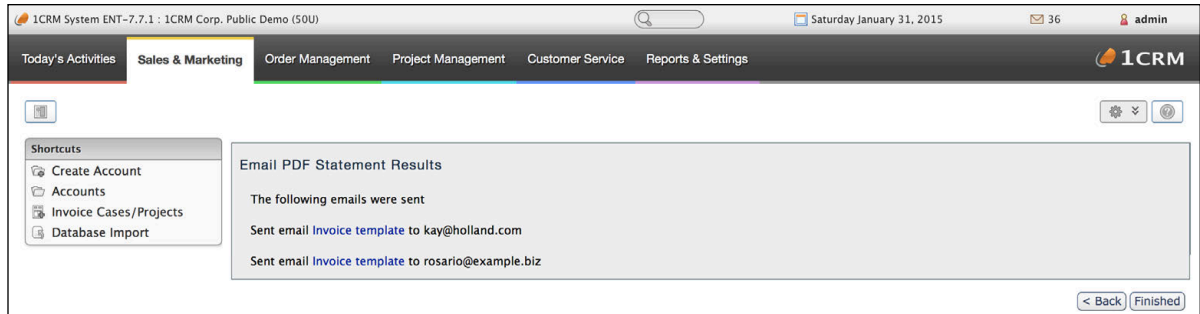 1CRM System ENT-7.7.1 : 1CRM Corp. Public Demo (50U) Saturday January 31, 2015 36 admin
Today's Activities Sales & Marketing Order Management Project Management Customer Service Reports & Settings 1CRM
Shortcuts
Create Account
Accounts
Invoice Cases/Projects
Database Import
Email PDF Statement Results
The following emails were sent
Sent email Invoice template to kay@holland.com
Sent email Invoice template to rosario@example.biz
< Back Finished